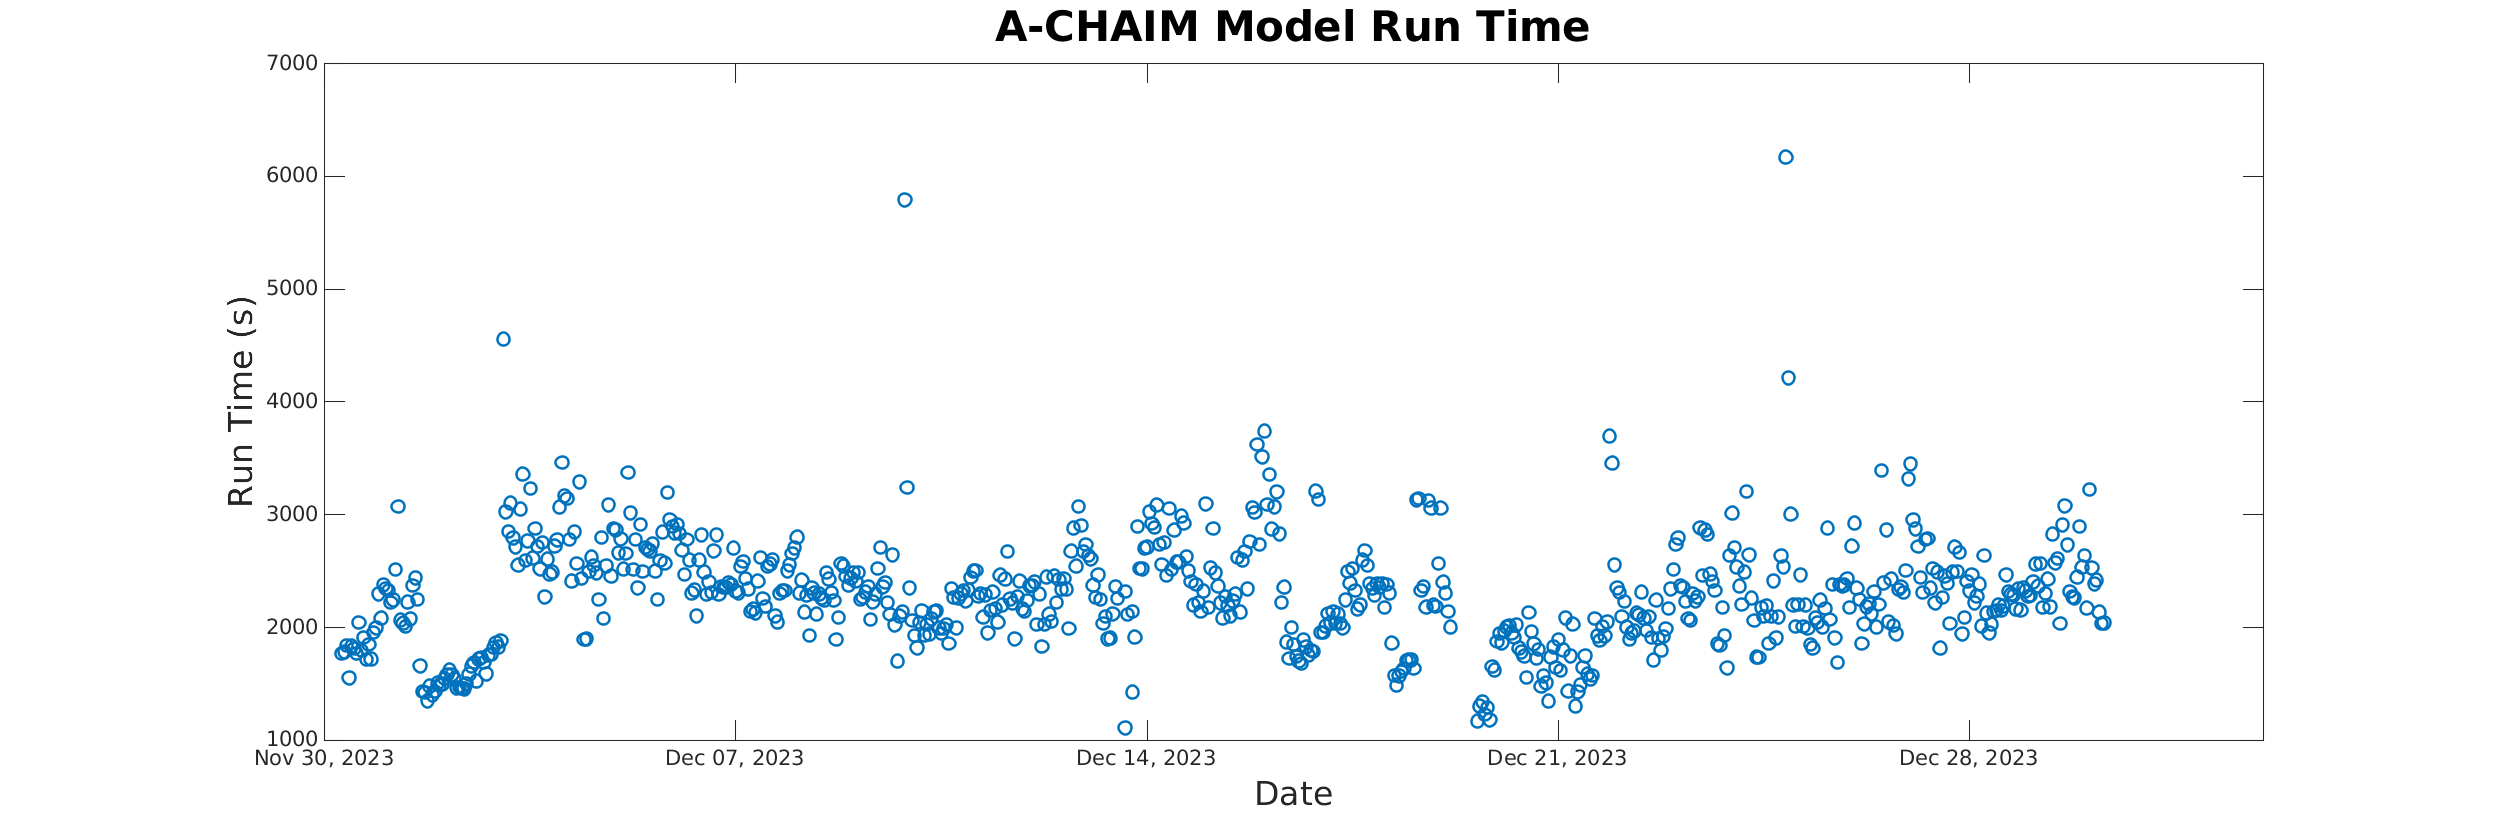 A-CHAIM Model Run Time
7000
6000
5000
4000
3000
2000
1000
Run Time (s)
Nov 30, 2023
Dec 07, 2023
Dec 14, 2023
Dec 21, 2023
Dec 28, 2023
Date